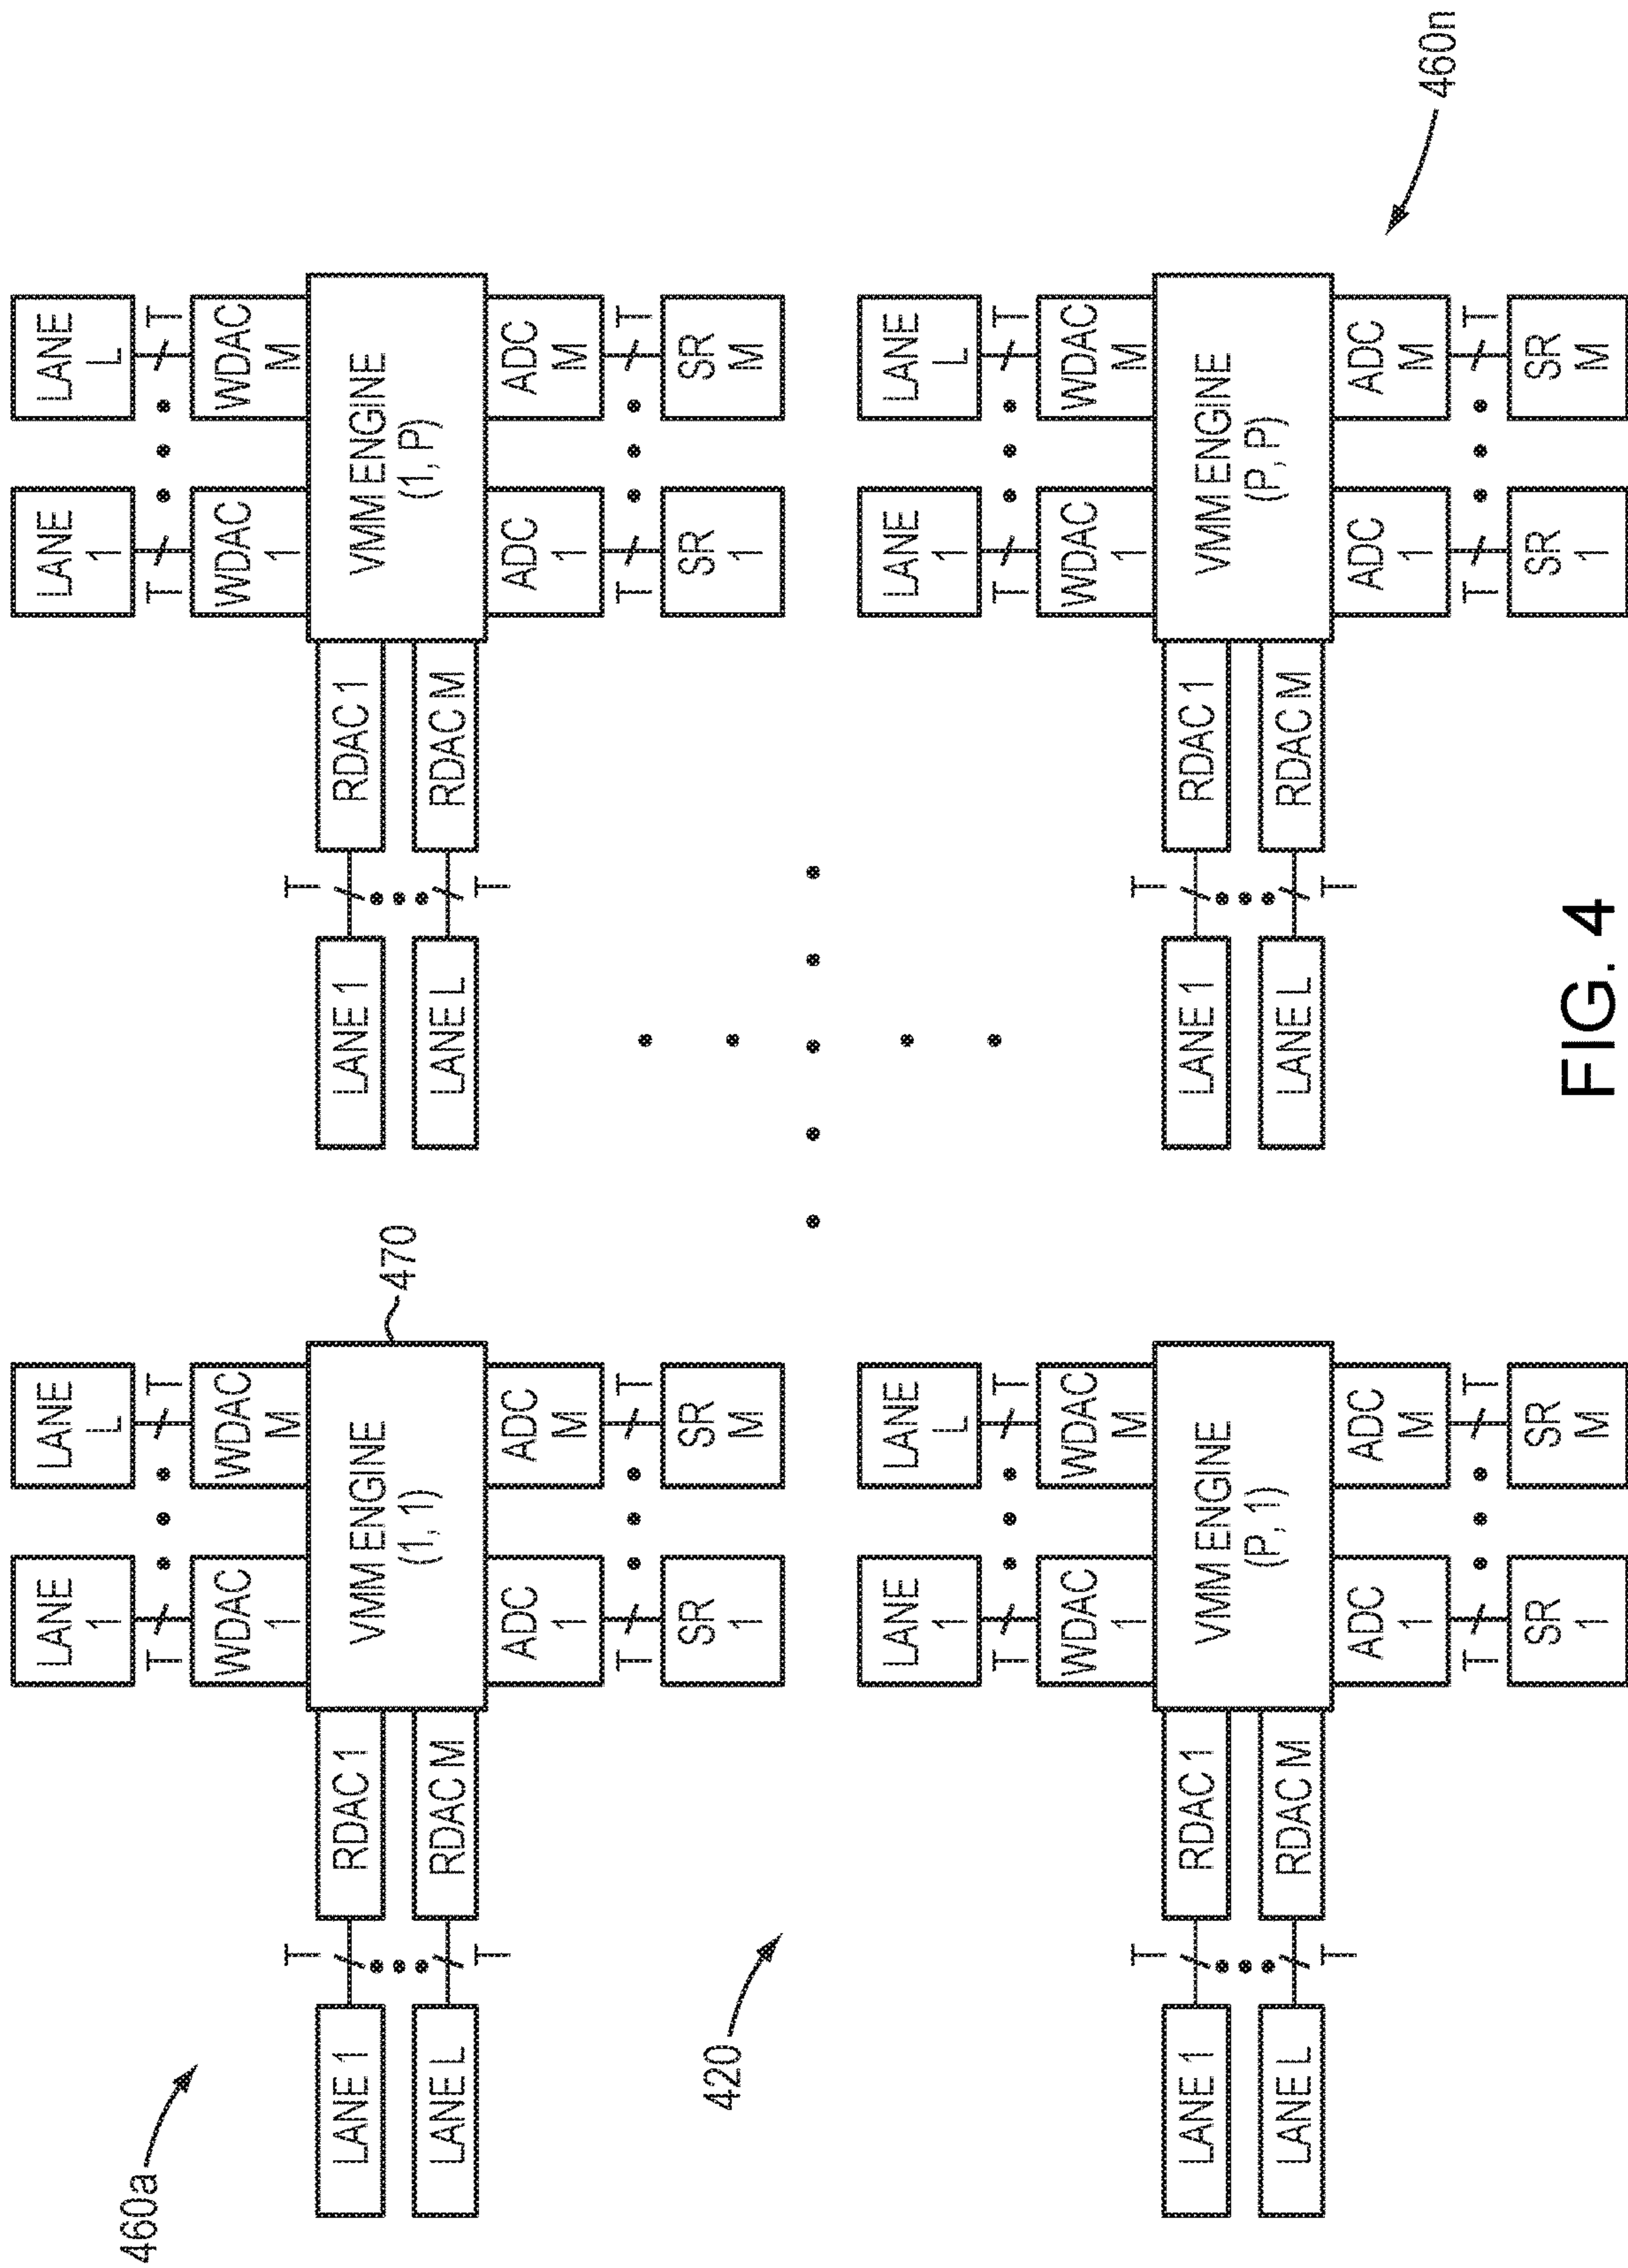 460a
LANE
1
LANE
L
T
T
WDAC
1
WDAC
M
T
LANE 1
RDAC 1
VMM ENGINE
(1, 1)
470
LANE L
RDAC M
T
ADC
1
ADC
M
T
T
SR
1
SR
M
LANE
1
LANE
L
T
T
WDAC
1
WDAC
M
T
LANE 1
RDAC 1
VMM ENGINE
(1, P)
LANE L
RDAC M
T
ADC
1
ADC
M
T
T
SR
1
SR
M
420
LANE
1
LANE
L
T
T
WDAC
1
WDAC
M
T
LANE 1
RDAC 1
VMM ENGINE
(P, 1)
LANE L
RDAC M
T
ADC
1
ADC
M
T
T
SR
1
SR
M
LANE
1
LANE
L
T
T
WDAC
1
WDAC
M
T
LANE 1
RDAC 1
VMM ENGINE
(P, P)
LANE L
RDAC M
T
ADC
1
ADC
M
T
T
SR
1
SR
M
460n
FIG. 4